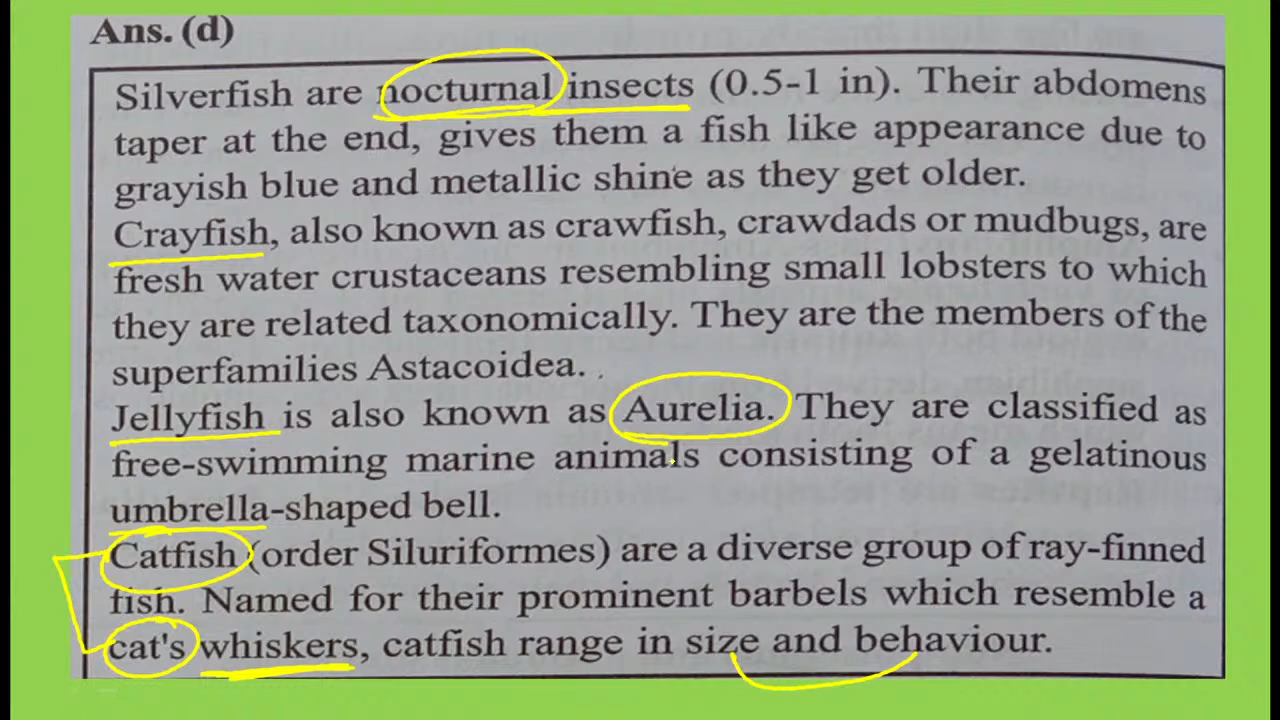 Ans. (d)
Silverfish are nocturnal insects (0.5-1 in). Their abdomens
taper at the end, gives them a fish like appearance due to
grayish blue and metallic shine as they get older.
Crayfish, also known as crawfish, crawdads or mudbugs, are
fresh water crustaceans resembling small lobsters to which
they are related taxonomically. They are the members of the
superfamilies Astacoidea.
Jellyfish is also known as Aurelia. They are classified as
free-swimming marine animals consisting of a gelatinous
umbrella-shaped bell.
Catfish (order Siluriformes) are a diverse group of ray-finned
fish. Named for their prominent barbels which resemble a
cat's whiskers, catfish range in size and behaviour.